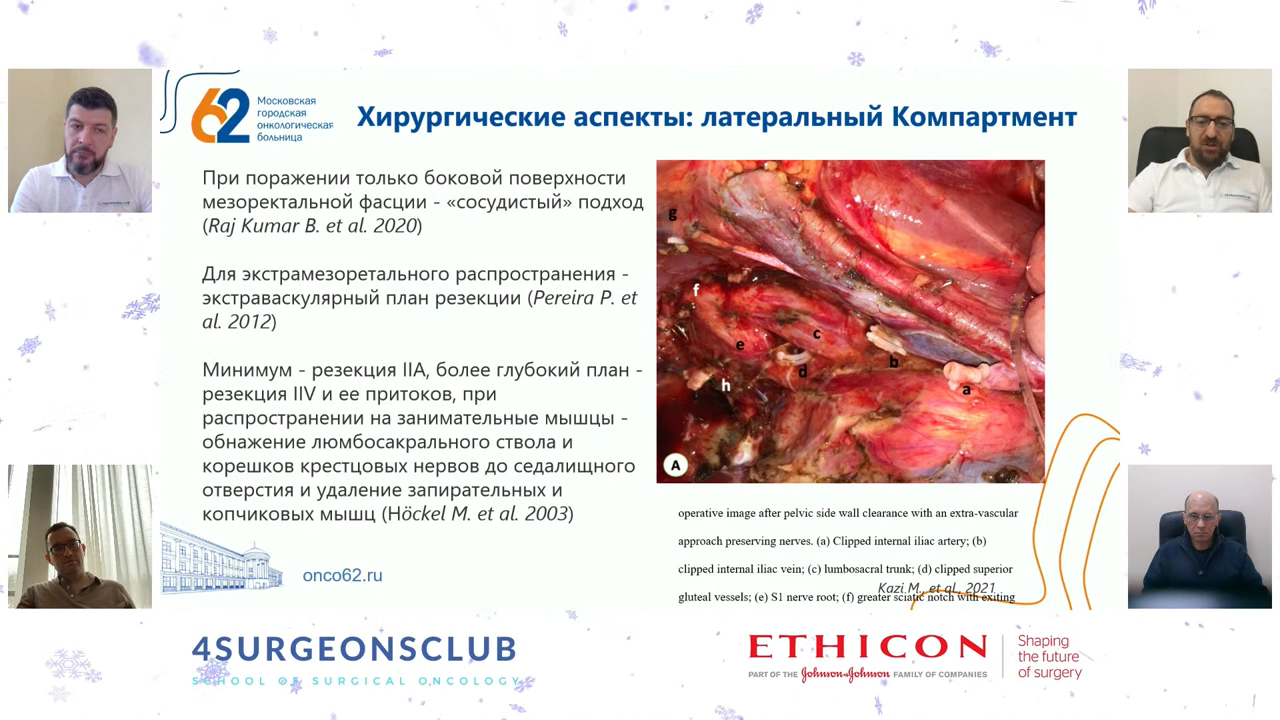 62
Московская
городская
онкологическая
больница
Хирургические аспекты: латеральный Компартмент
При поражении только боковой поверхности
мезоректальной фасции - «сосудистый» подход
(Raj Kumar B. et al. 2020)
Для экстрамезоретального распространения -
экстраваскулярный план резекции (Pereira P. et
al. 2012)
Минимум - резекция IIA, более глубокий план -
резекция IIV и ее притоков, при
распространении на занимательные мышцы -
обнажение люмбосакрального ствола и
корешков крестцовых нервов до седалищного
отверстия и удаление запирательных и
копчиковых мышц (Höckel M. et al. 2003)
onco62.ru
g
f
e
c
d
b
h
a
A
operative image after pelvic side wall clearance with an extra-vascular
approach preserving nerves. (a) Clipped internal iliac artery; (b)
clipped internal iliac vein; (c) lumbosacral trunk; (d) clipped superior
Kazi M., et al., 2021
gluteal vessels; (e) S1 nerve root; (f) greater sciatic notch with exiting
4SURGEONSCLUB
SCHOOL OF SURGICAL ONCOLOGY
ETHICON
PART OF THE Johnson & Johnson FAMILY OF COMPANIES
Shaping
the future
of surgery